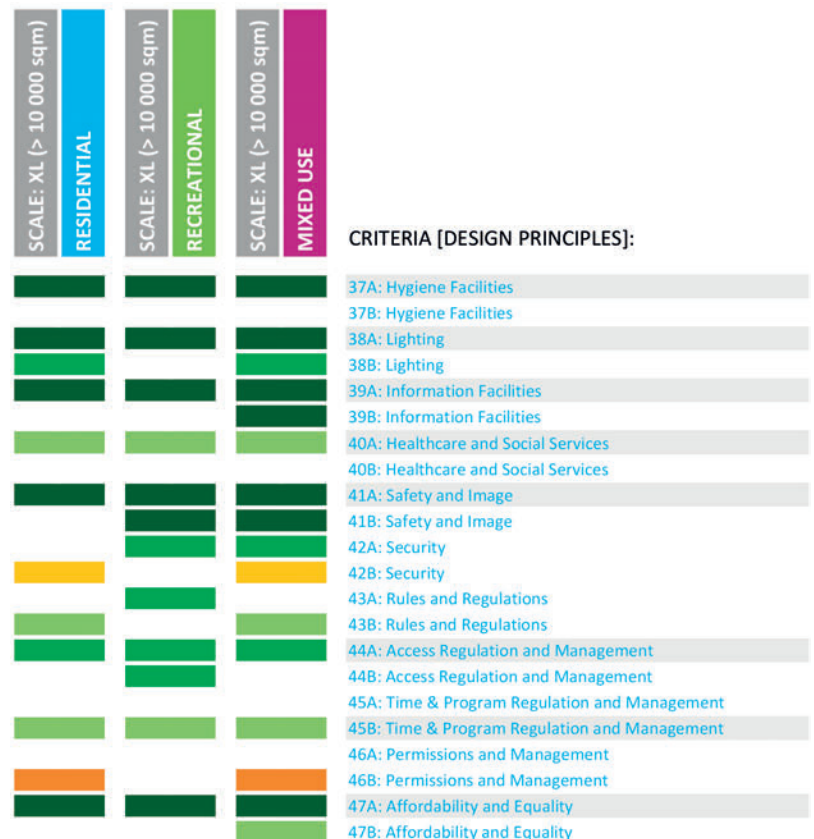 SCALE: XL (> 10 000 sqm)
RESIDENTIAL
SCALE: XL (> 10 000 sqm)
RECREATIONAL
SCALE: XL (> 10 000 sqm)
MIXED USE
CRITERIA [DESIGN PRINCIPLES]:
37A: Hygiene Facilities
37B: Hygiene Facilities
38A: Lighting
38B: Lighting
39A: Information Facilities
39B: Information Facilities
40A: Healthcare and Social Services
40B: Healthcare and Social Services
41A: Safety and Image
41B: Safety and Image
42A: Security
42B: Security
43A: Rules and Regulations
43B: Rules and Regulations
44A: Access Regulation and Management
44B: Access Regulation and Management
45A: Time & Program Regulation and Management
45B: Time & Program Regulation and Management
46A: Permissions and Management
46B: Permissions and Management
47A: Affordability and Equality
47B: Affordability and Equality